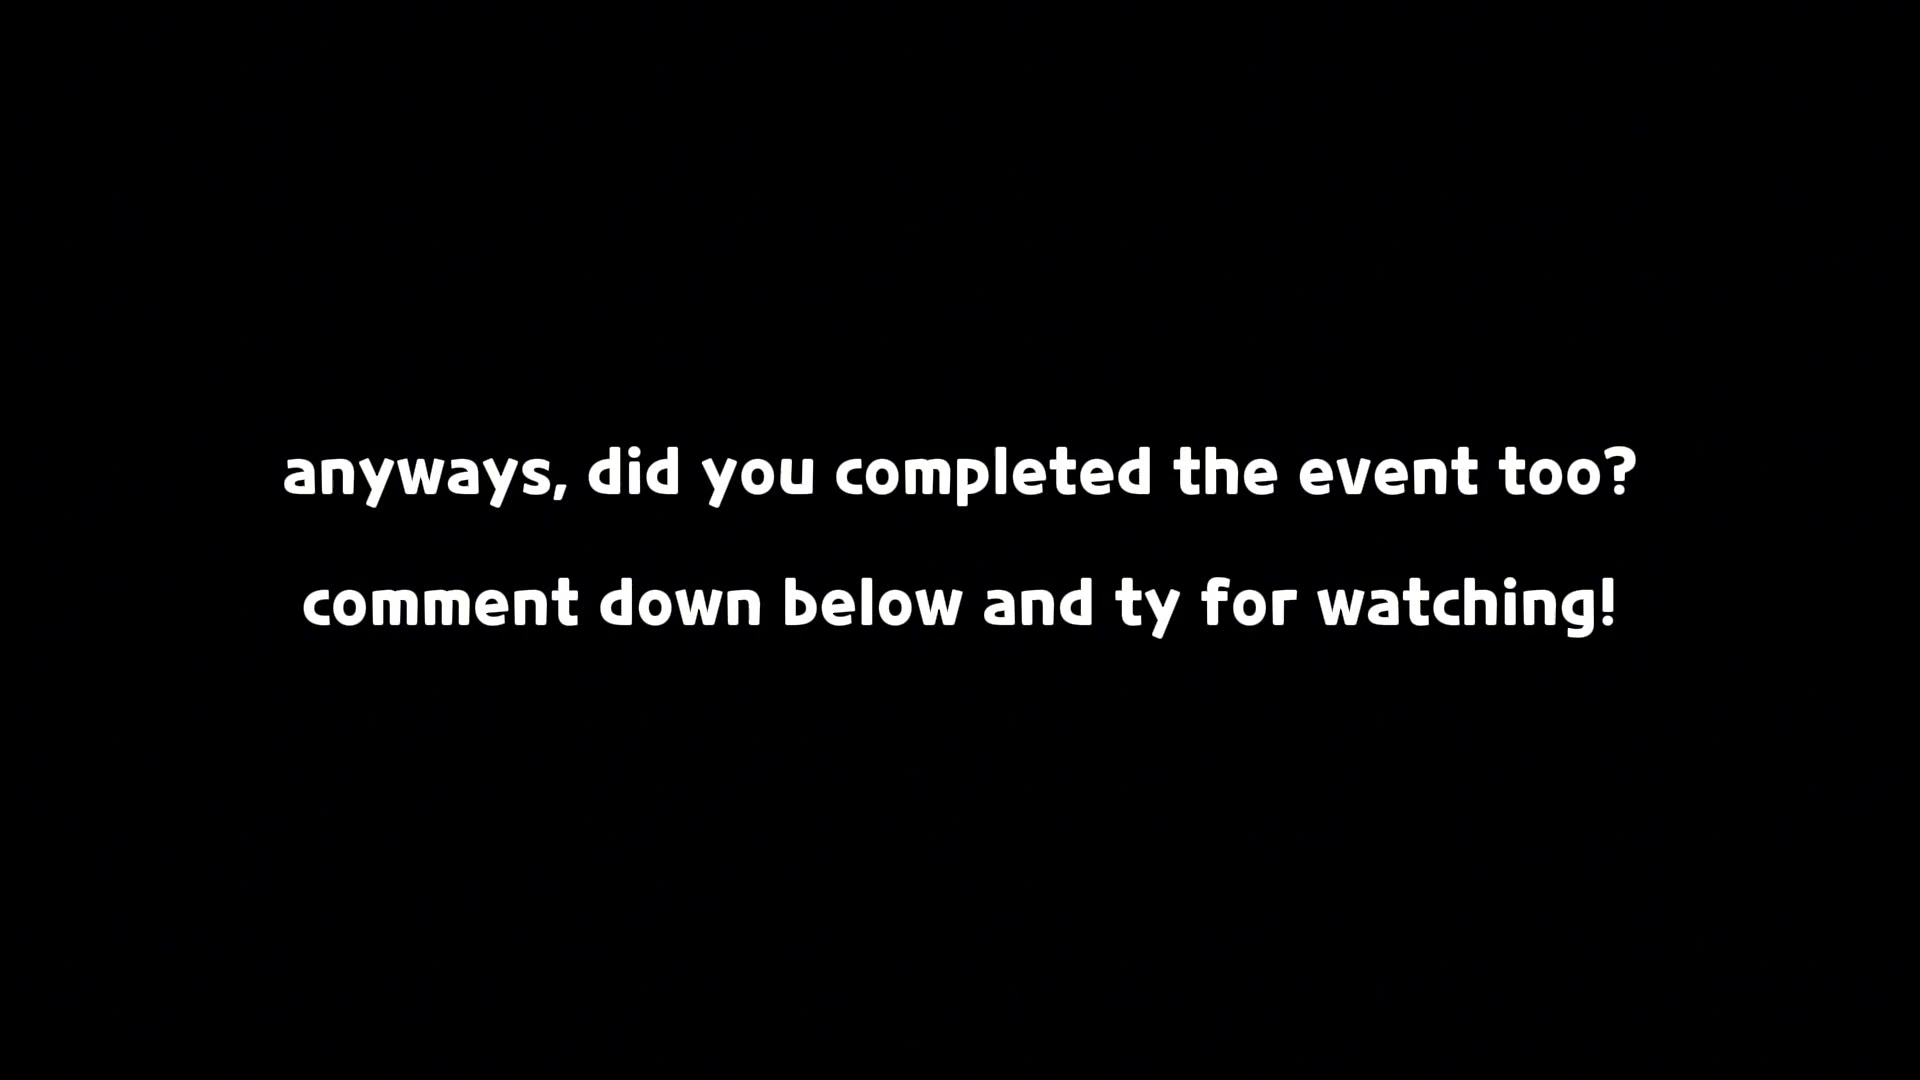 anyways, did you completed the event too?
comment down below and ty for watching!